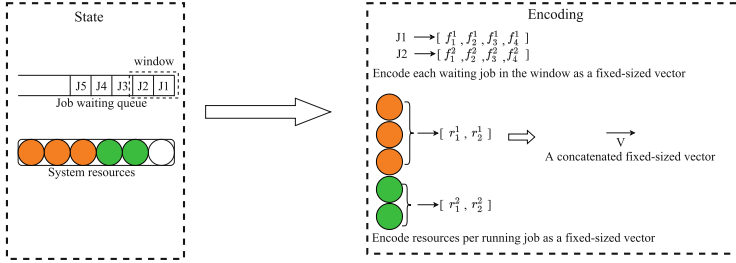 State
window
J5 J4 J3 J2 J1
Job waiting queue
System resources
Encoding
J1 → [ f₁¹ , f₂¹ , f₃¹ , f₄¹ ]
J2 → [ f₁² , f₂² , f₃² , f₄² ]
Encode each waiting job in the window as a fixed-sized vector
[ r₁¹ , r₂¹ ]
V
A concatenated fixed-sized vector
[ r₁² , r₂² ]
Encode resources per running job as a fixed-sized vector